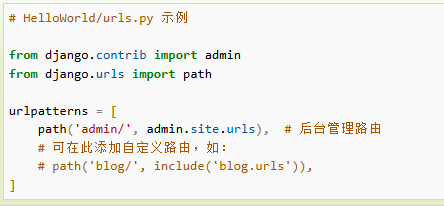 # HelloWorld/urls.py 示例

from django.contrib import admin
from django.urls import path

urlpatterns = [
    path('admin/', admin.site.urls),  # 后台管理路由
    # 可在此添加自定义路由，如：
    # path('blog/', include('blog.urls')),
]